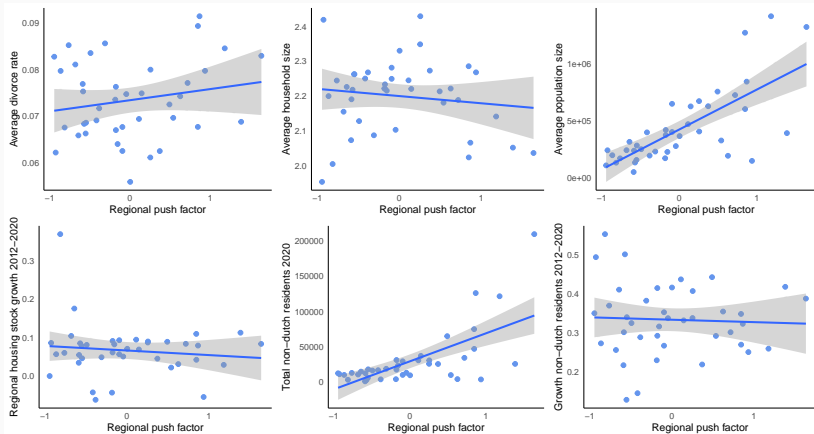 Average divorce rate
0.09
0.08
0.07
0.06
−1
0
1
Regional push factor
Average household size
2.4
2.2
2.0
−1
0
1
Regional push factor
Average population size
1e+06
5e+05
0e+00
−1
0
1
Regional push factor
Regional housing stock growth 2012−2020
0.3
0.2
0.1
0.0
−1
0
1
Regional push factor
Total non−dutch residents 2020
200000
150000
100000
50000
0
−1
0
1
Regional push factor
Growth non−dutch residents 2012−2020
0.5
0.4
0.3
0.2
−1
0
1
Regional push factor